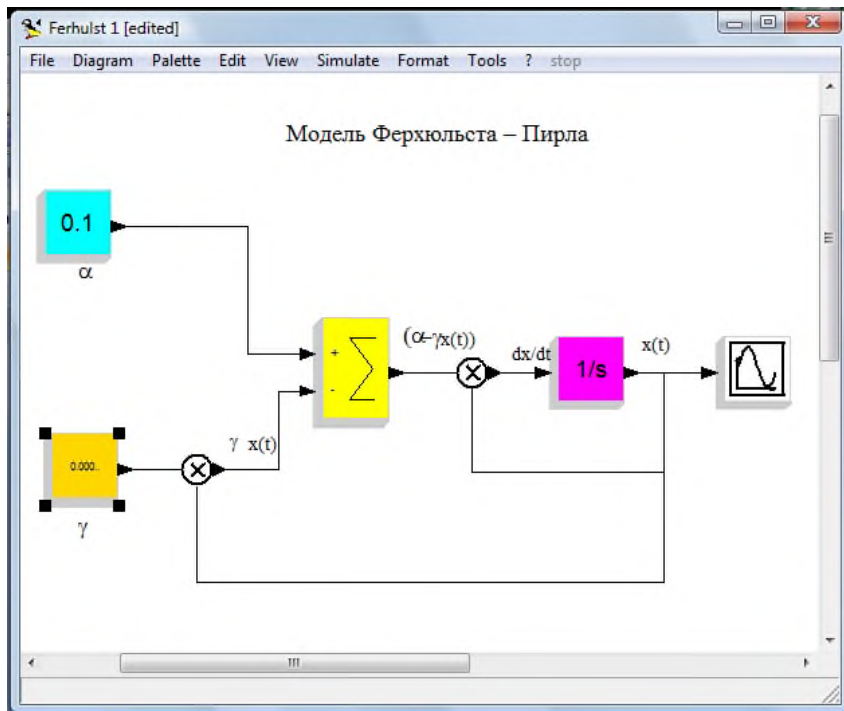 Ferhulst 1 [edited]
File Diagram Palette Edit View Simulate Format Tools ? stop
Модель Ферхюльста – Пирла
0.1
α
+
-
(α-γx(t))
dx/dt
1/s
x(t)
γ x(t)
0.000..
γ